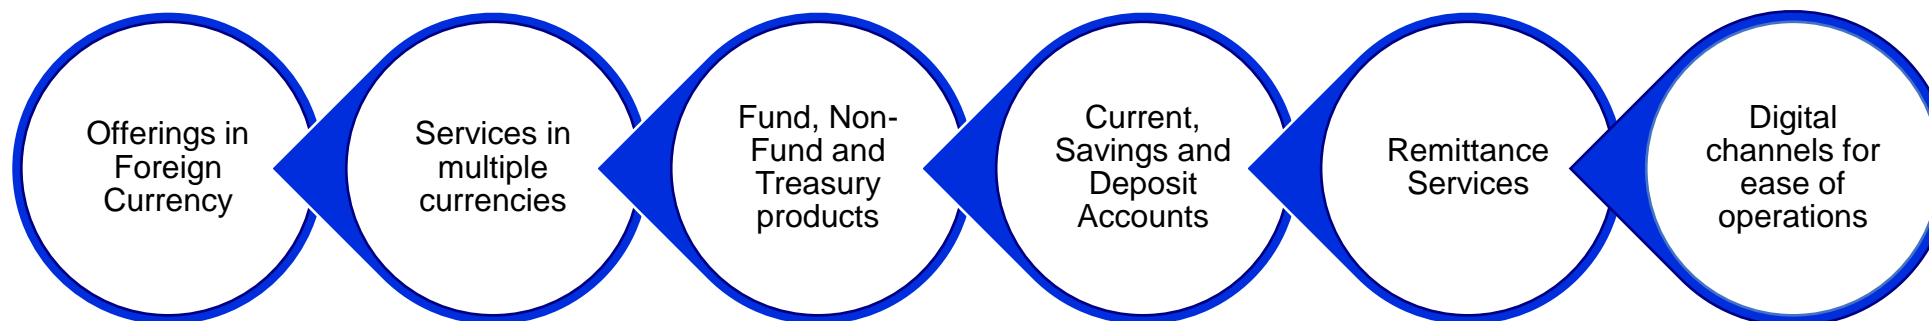 Offerings in
Foreign
Currency
Services in
multiple
currencies
Fund, Non-
Fund and
Treasury
products
Current,
Savings and
Deposit
Accounts
Remittance
Services
Digital
channels for
ease of
operations